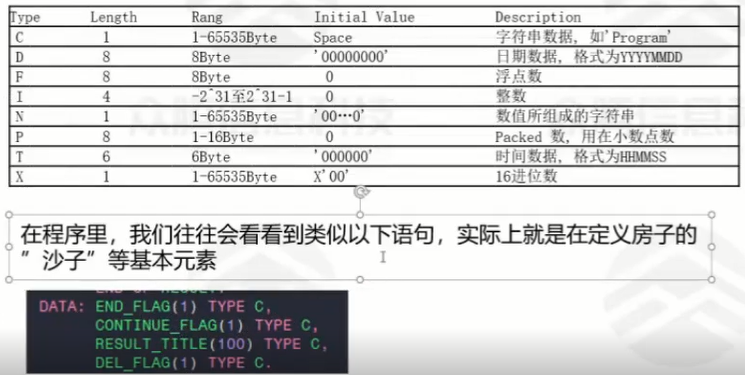 Type Length Rang Initial Value Description
C 1 1-65535Byte Space 字符串数据, 如'Program'
D 8 8Byte '00000000' 日期数据, 格式为YYYYMMDD
F 8 8Byte 0 浮点数
I 4 -2^31至2^31-1 0 整数
N 1 1-65535Byte '00…0' 数值所组成的字符串
P 8 1-16Byte 0 Packed 数, 用在小数点数
T 6 6Byte '000000' 时间数据, 格式为HHMMSS
X 1 1-65535Byte X'00' 16进位数
在程序里，我们往往会看看到类似以下语句，实际上就是在定义房子的
”沙子”等基本元素
DATA: END_FLAG(1) TYPE C,
CONTINUE_FLAG(1) TYPE C,
RESULT_TITLE(100) TYPE C,
DEL_FLAG(1) TYPE C.